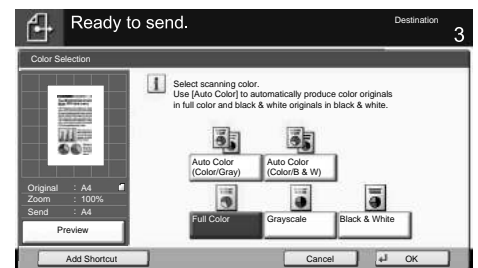 Ready to send.
Destination
3
Color Selection
Select scanning color.
Use [Auto Color] to automatically produce color originals
in full color and black & white originals in black & white.
Auto Color
(Color/Gray)
Auto Color
(Color/B & W)
Original : A4
Zoom : 100%
Send : A4
Preview
Full Color
Grayscale
Black & White
Add Shortcut
Cancel
OK